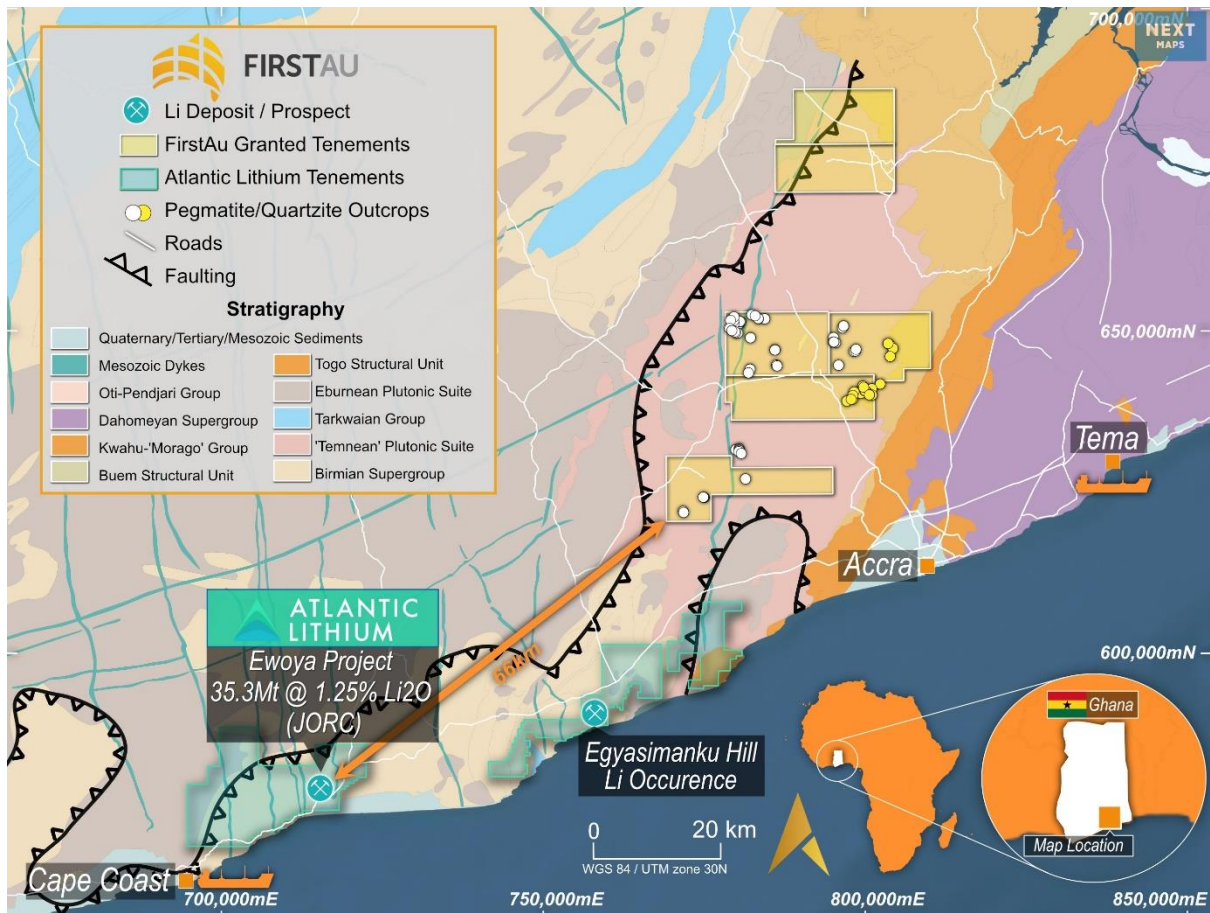 700,000mN
NEXT
MAPS
FIRSTAU
Li Deposit / Prospect
FirstAu Granted Tenements
Atlantic Lithium Tenements
Pegmatite/Quartzite Outcrops
Roads
Faulting
Stratigraphy
Quaternary/Tertiary/Mesozoic Sediments
Mesozoic Dykes
Oti-Pendjari Group
Dahomeyan Supergroup
Kwahu-'Morago' Group
Buem Structural Unit
Togo Structural Unit
Eburnean Plutonic Suite
Tarkwaian Group
'Temnean' Plutonic Suite
Birmian Supergroup
650,000mN
Tema
Accra
ATLANTIC
LITHIUM
Ewoya Project
35.3Mt @ 1.25% Li2O
(JORC)
66km
600,000mN
Egyasimanku Hill
Li Occurence
Ghana
Map Location
0 20 km
WGS 84 / UTM zone 30N
Cape Coast
700,000mE
750,000mE
800,000mE
850,000mE